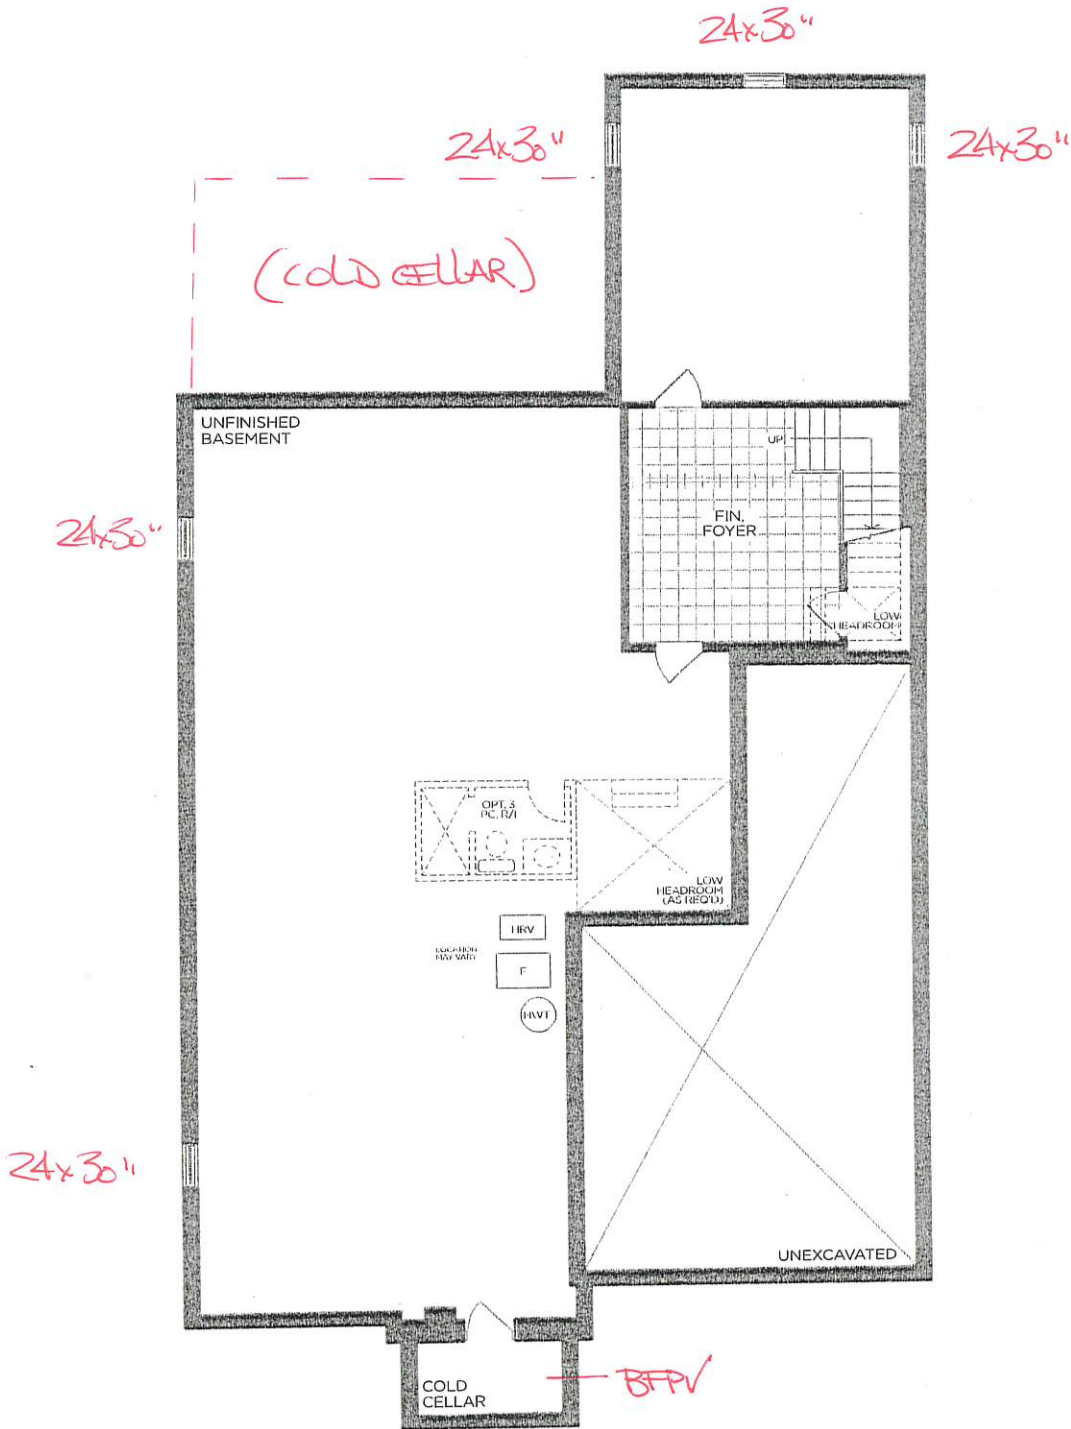 24x30"
24x30"
24x30"
(COLD CELLAR)
UNFINISHED
BASEMENT
UP
24x30"
FIN.
FOYER
LOW
HEADROOM
OPT. 3
PC. R/I
LOW
HEADROOM
(AS REQ'D)
HRV
LOCATION
MAY VARY
F
HWT
24x30"
UNEXCAVATED
COLD
CELLAR
BFPV